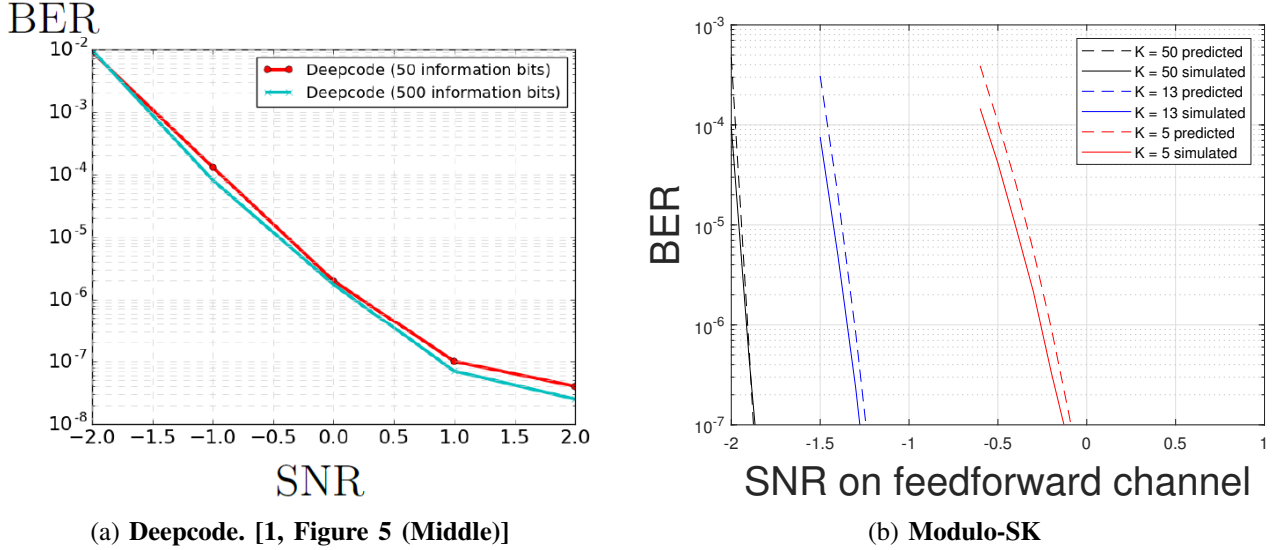 BER
10^-2
10^-3
10^-4
10^-5
10^-6
10^-7
10^-8
Deepcode (50 information bits)
Deepcode (500 information bits)
−2.0 −1.5 −1.0 −0.5 0.0 0.5 1.0 1.5 2.0
SNR
(a) Deepcode. [1, Figure 5 (Middle)]
BER
10^-3
10^-4
10^-5
10^-6
10^-7
K = 50 predicted
K = 50 simulated
K = 13 predicted
K = 13 simulated
K = 5 predicted
K = 5 simulated
-2 -1.5 -1 -0.5 0 0.5 1
SNR on feedforward channel
(b) Modulo-SK